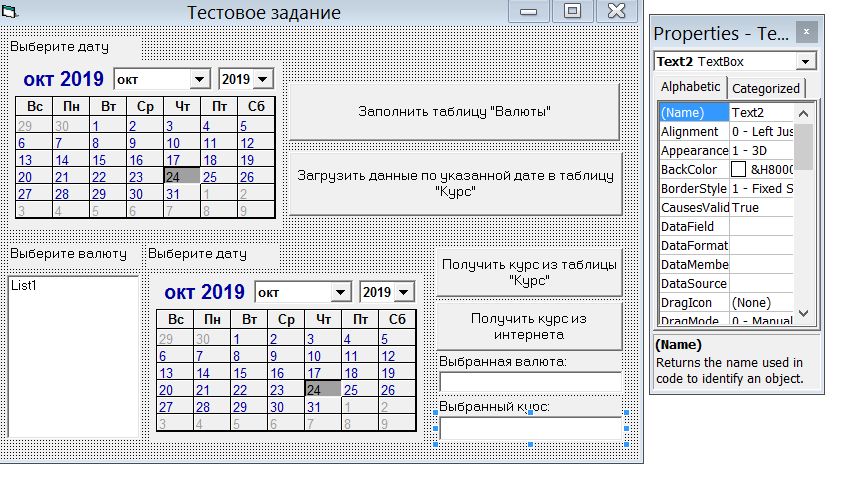 Тестовое задание
Выберите дату
окт 2019 окт 2019
Вс Пн Вт Ср Чт Пт Сб
29 30 1 2 3 4 5
6 7 8 9 10 11 12
13 14 15 16 17 18 19
20 21 22 23 24 25 26
27 28 29 30 31 1 2
3 4 5 6 7 8 9
Заполнить таблицу "Валюты"
Загрузить данные по указанной дате в таблицу
"Курс"
Выберите валюту
List1
Выберите дату
окт 2019 окт 2019
Вс Пн Вт Ср Чт Пт Сб
29 30 1 2 3 4 5
6 7 8 9 10 11 12
13 14 15 16 17 18 19
20 21 22 23 24 25 26
27 28 29 30 31 1 2
3 4 5 6 7 8 9
Получить курс из таблицы
"Курс"
Получить курс из
интернета
Выбранная валюта:
Выбранный курс:
Properties - Te...
Text2 TextBox
Alphabetic Categorized
(Name) Text2
Alignment 0 - Left Jus
Appearance 1 - 3D
BackColor &H8000
BorderStyle 1 - Fixed S
CausesValid True
DataField
DataFormat
DataMembe
DataSource
DragIcon (None)
DragMode 0 - Manual
(Name)
Returns the name used in
code to identify an object.